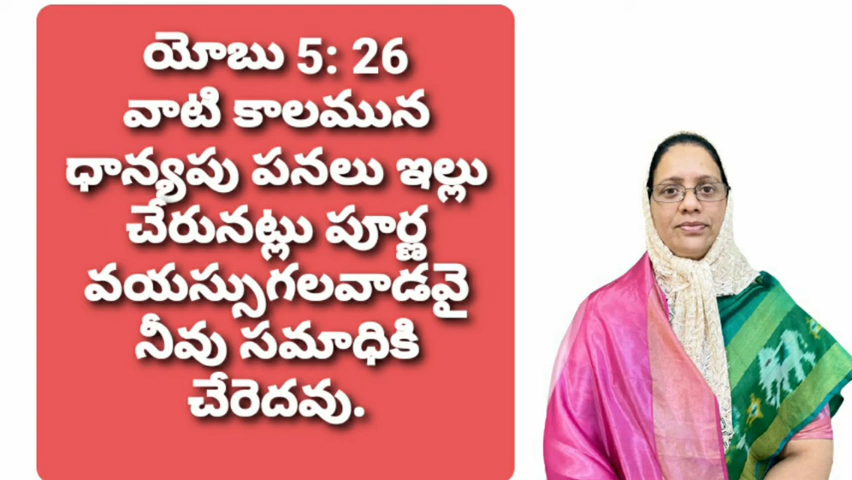 యోబు 5: 26
వాటి కాలమున
ధాన్యపు పనలు ఇల్లు
చేరునట్లు పూర్ణ
వయస్సుగలవాడవై
నీవు సమాధికి
చేరెదవు.